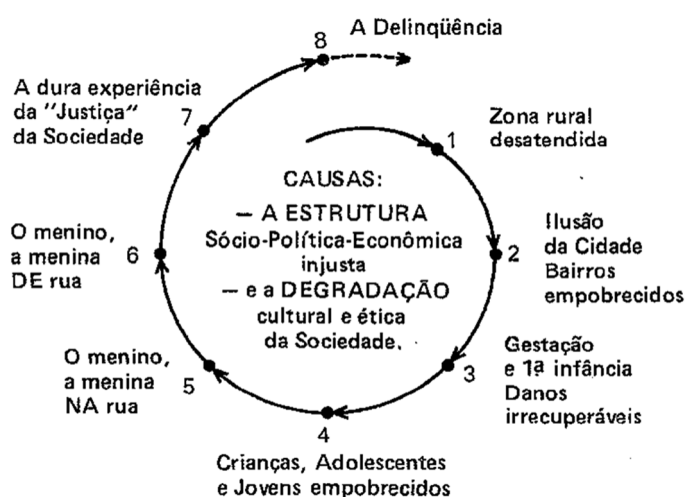 8
A Delinqüência
A dura experiência
da "Justiça"
da Sociedade
7
1
Zona rural
desatendida
CAUSAS:
— A ESTRUTURA
Sócio-Política-Econômica
injusta
— e a DEGRADAÇÃO
cultural e ética
da Sociedade.
2
Ilusão
da Cidade
Bairros
empobrecidos
3
Gestação
e 1ª infância
Danos
irrecuperáveis
4
Crianças, Adolescentes
e Jovens empobrecidos
5
O menino,
a menina
NA rua
6
O menino,
a menina
DE rua